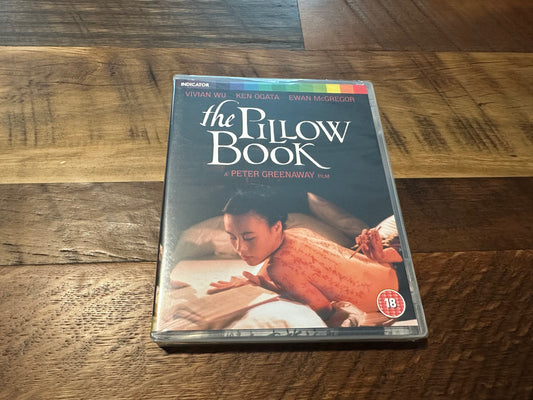 INDICATOR
VIVIAN WU KEN OGATA EWAN McGREGOR
the PILLOW
BOOK
A PETER GREENAWAY FILM
18